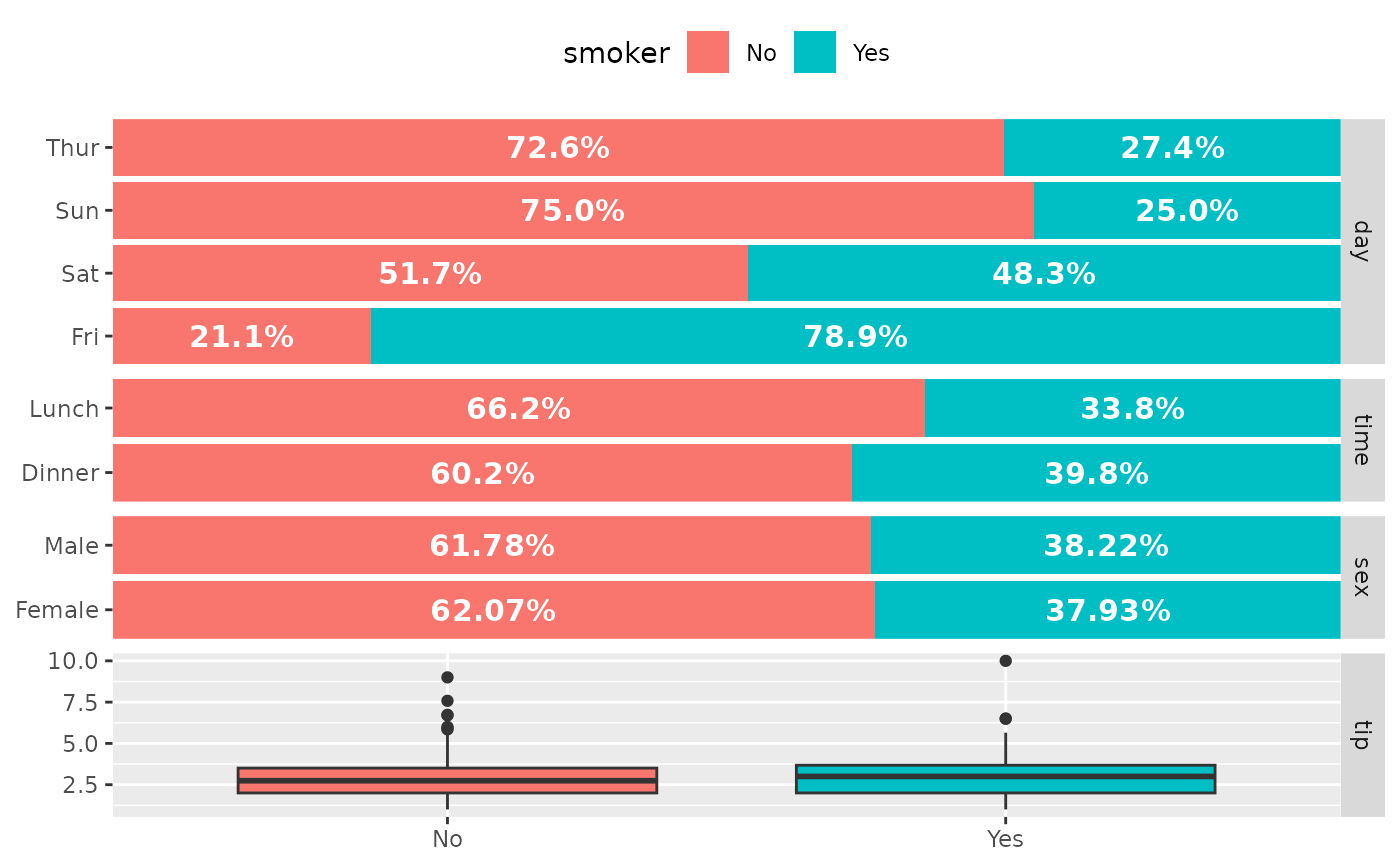 smoker No Yes
Thur 72.6% 27.4%
Sun 75.0% 25.0%
Sat 51.7% 48.3%
Fri 21.1% 78.9%
day
Lunch 66.2% 33.8%
Dinner 60.2% 39.8%
time
Male 61.78% 38.22%
Female 62.07% 37.93%
sex
10.0
7.5
5.0
2.5
tip
No Yes